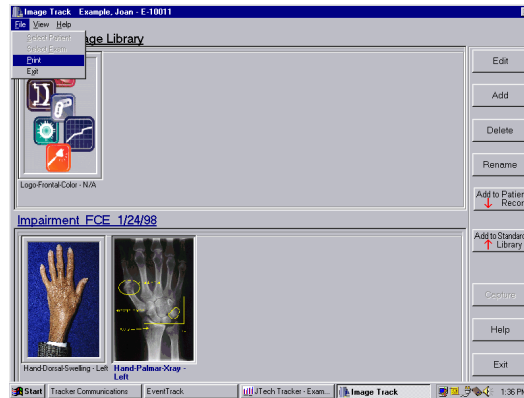 Image Track Example, Joan - E-10011
File View Help
Select Patient
Select Exam
Print
Exit
age Library
Logo-Frontal-Color - N/A
Impairment FCE 1/24/98
Hand-Dorsal-Swelling - Left
Hand-Palmar-Xray -
Left
Edit
Add
Delete
Rename
Add to Patien
Recor
Add to Standard
Library
Capture
Help
Exit
Start
Tracker Communications
EventTrack
JTech Tracker - Exam...
Image Track
1:36 PM